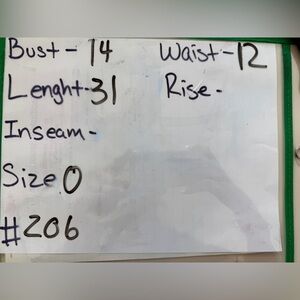 Bust - 14 Waist - 12
Lenght - 31 Rise -
Inseam -
Size 0
#206